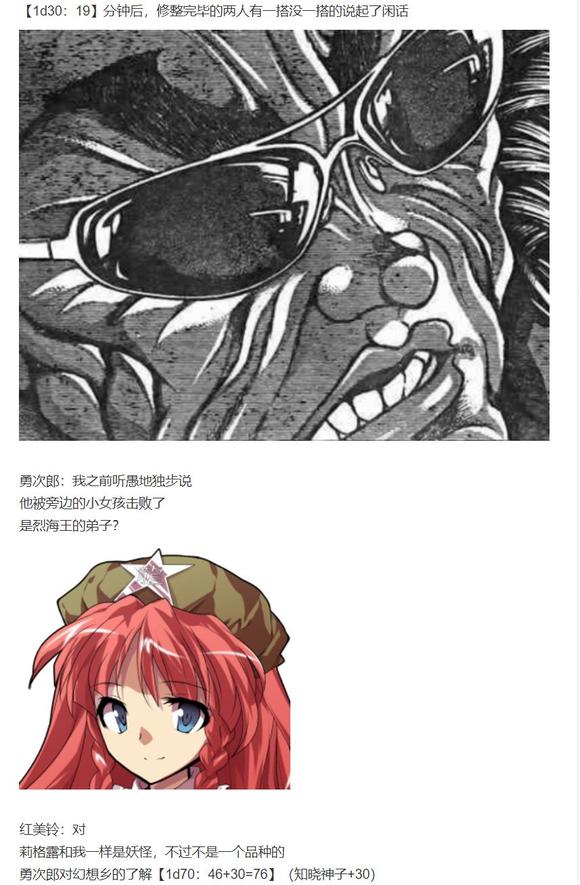 【1d30：19】分钟后，修整完毕的两人有一搭没一搭的说起了闲话
勇次郎：我之前听愚地独步说
他被旁边的小女孩击败了
是烈海王的弟子？
红美铃：对
莉格露和我一样是妖怪，不过不是一个品种的
勇次郎对幻想乡的了解【1d70：46+30=76】（知晓神子+30）